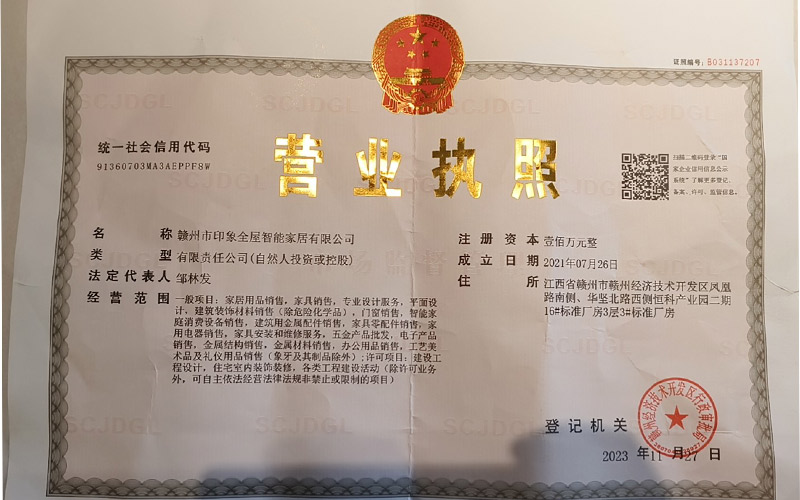 证照编号：B031137207
统一社会信用代码
91360703MA3AEPPF8W
营业执照
扫描二维码登录"国
家企业信用信息公示
系统"了解更多登记、
备案、许可、监管信息。
名称 赣州市印象全屋智能家居有限公司
类型 有限责任公司(自然人投资或控股)
法定代表人 邹林发
经营范围 一般项目：家居用品销售，家具销售，专业设计服务，平面设
计，建筑装饰材料销售（除危险化学品），门窗销售，智能家
庭消费设备销售，建筑用金属配件销售，家具零配件销售，家
用电器销售，家具安装和维修服务，五金产品批发，电子产品
销售，金属结构销售，金属材料销售，办公用品销售，工艺美
术品及礼仪用品销售（象牙及其制品除外）;许可项目：建设工
程设计，住宅室内装饰装修，各类工程建设活动（除许可业务
外，可自主依法经营法律法规非禁止或限制的项目）
注册资本 壹佰万元整
成立日期 2021年07月26日
住所 江西省赣州市赣州经济技术开发区凤凰
路南侧、华坚北路西侧恒科产业园二期
16#标准厂房3层3#标准厂房
登记机关
赣州经济技术开发区行政审批局
2023 年11 月27 日